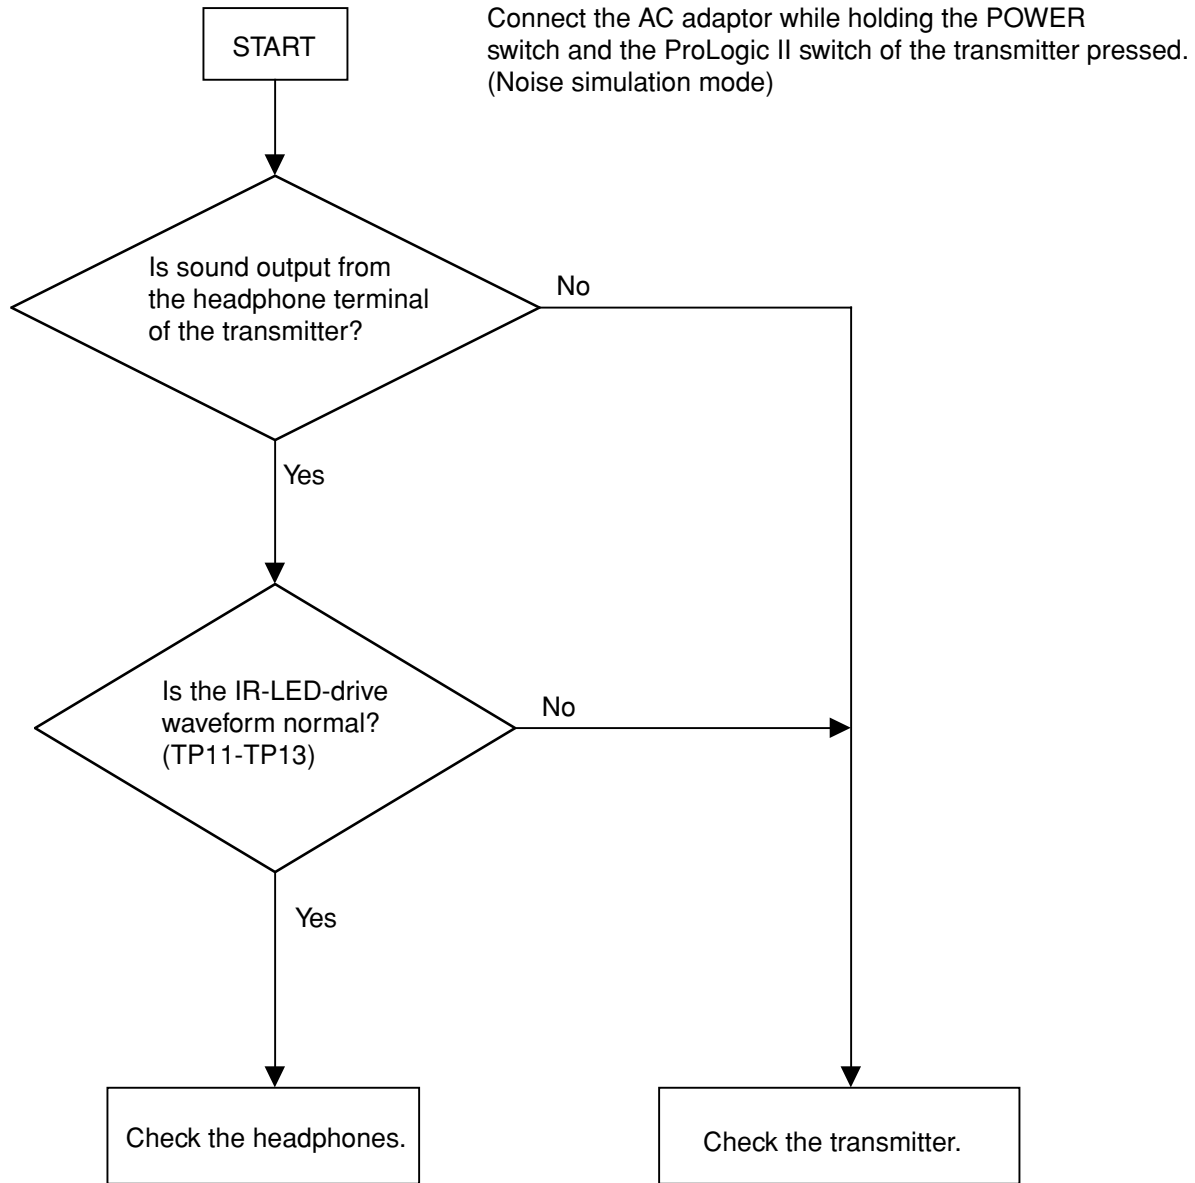 START
Connect the AC adaptor while holding the POWER
switch and the ProLogic II switch of the transmitter pressed.
(Noise simulation mode)
Is sound output from
the headphone terminal
of the transmitter?
No
Yes
Is the IR-LED-drive
waveform normal?
(TP11-TP13)
No
Yes
Check the headphones.
Check the transmitter.